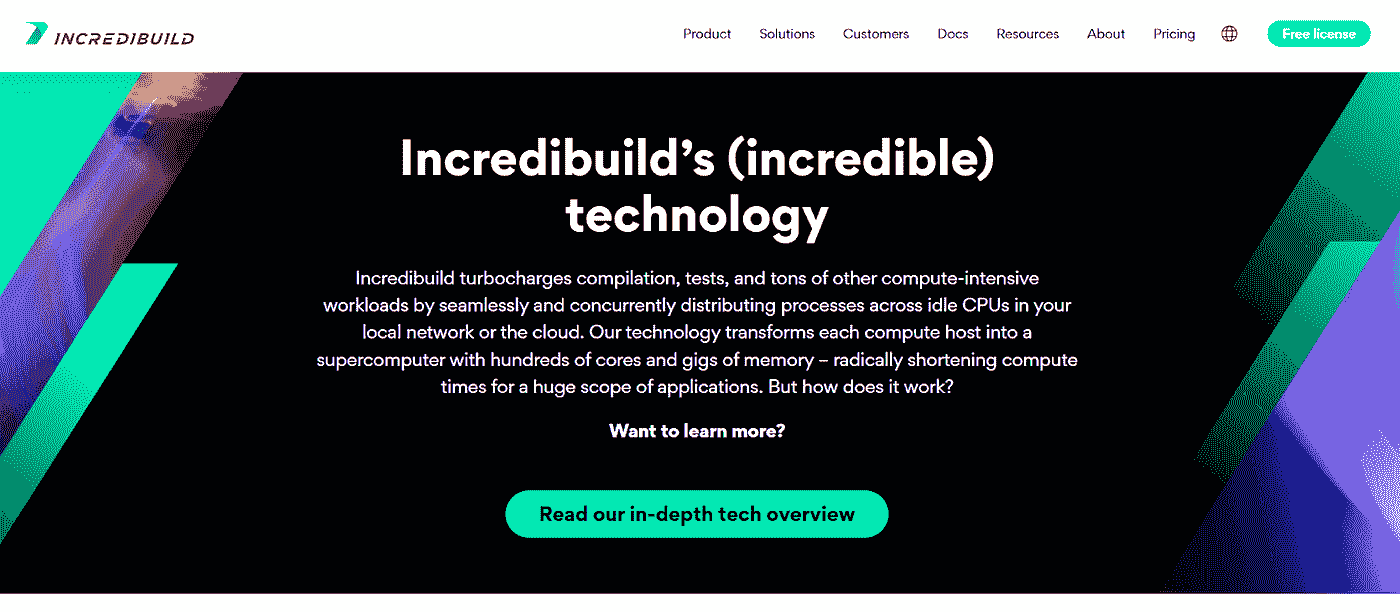 INCREDIBUILD
Product Solutions Customers Docs Resources About Pricing Free license
Incredibuild’s (incredible)
technology
Incredibuild turbocharges compilation, tests, and tons of other compute-intensive
workloads by seamlessly and concurrently distributing processes across idle CPUs in your
local network or the cloud. Our technology transforms each compute host into a
supercomputer with hundreds of cores and gigs of memory – radically shortening compute
times for a huge scope of applications. But how does it work?
Want to learn more?
Read our in-depth tech overview